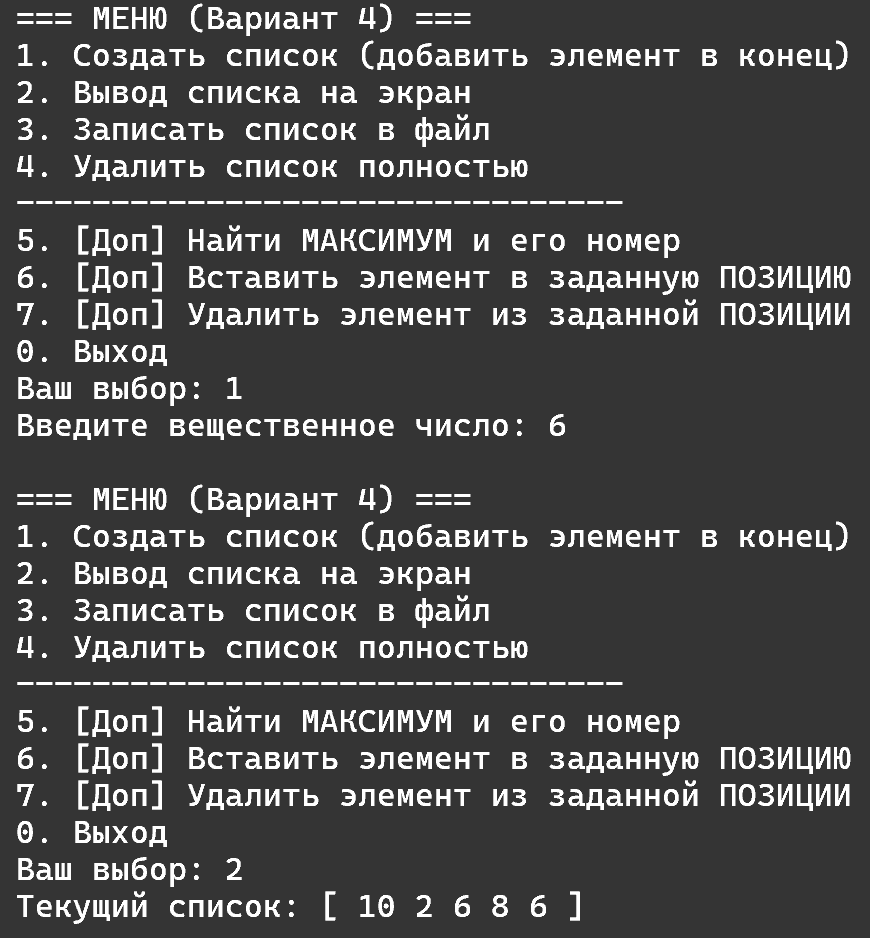 === МЕНЮ (Вариант 4) ===
1. Создать список (добавить элемент в конец)
2. Вывод списка на экран
3. Записать список в файл
4. Удалить список полностью
--------------------------------
5. [Доп] Найти МАКСИМУМ и его номер
6. [Доп] Вставить элемент в заданную ПОЗИЦИЮ
7. [Доп] Удалить элемент из заданной ПОЗИЦИИ
0. Выход
Ваш выбор: 1
Введите вещественное число: 6

=== МЕНЮ (Вариант 4) ===
1. Создать список (добавить элемент в конец)
2. Вывод списка на экран
3. Записать список в файл
4. Удалить список полностью
--------------------------------
5. [Доп] Найти МАКСИМУМ и его номер
6. [Доп] Вставить элемент в заданную ПОЗИЦИЮ
7. [Доп] Удалить элемент из заданной ПОЗИЦИИ
0. Выход
Ваш выбор: 2
Текущий список: [ 10 2 6 8 6 ]